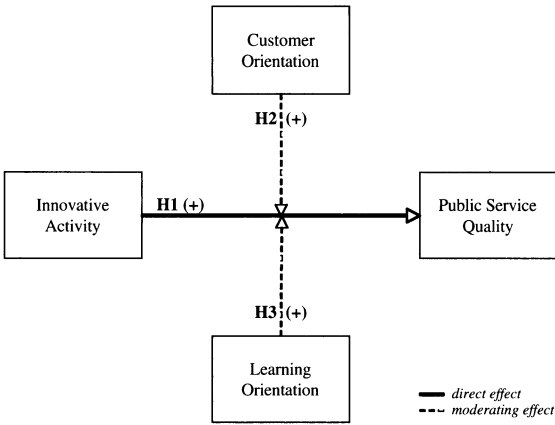 Customer
Orientation
H2 (+)
Innovative
Activity
H1 (+)
Public Service
Quality
H3 (+)
Learning
Orientation
direct effect
moderating effect